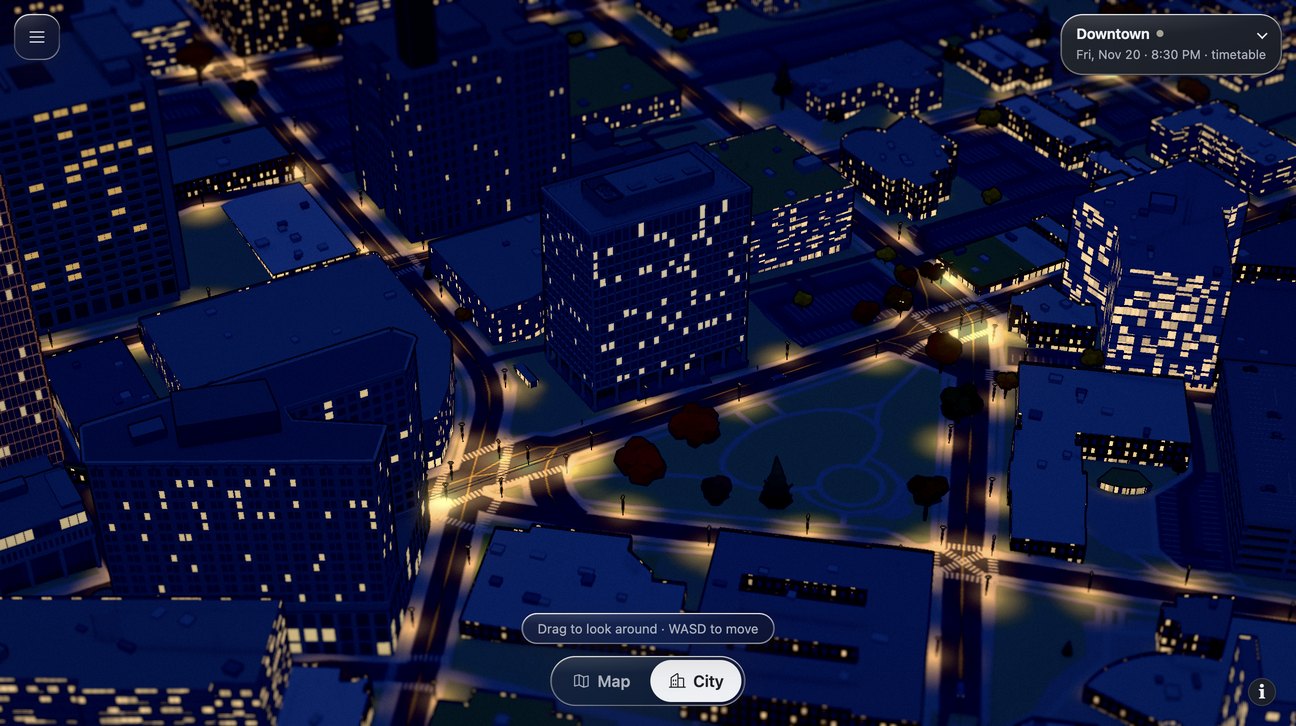 Downtown
Fri, Nov 20 · 8:30 PM · timetable
Drag to look around · WASD to move
Map
City
i